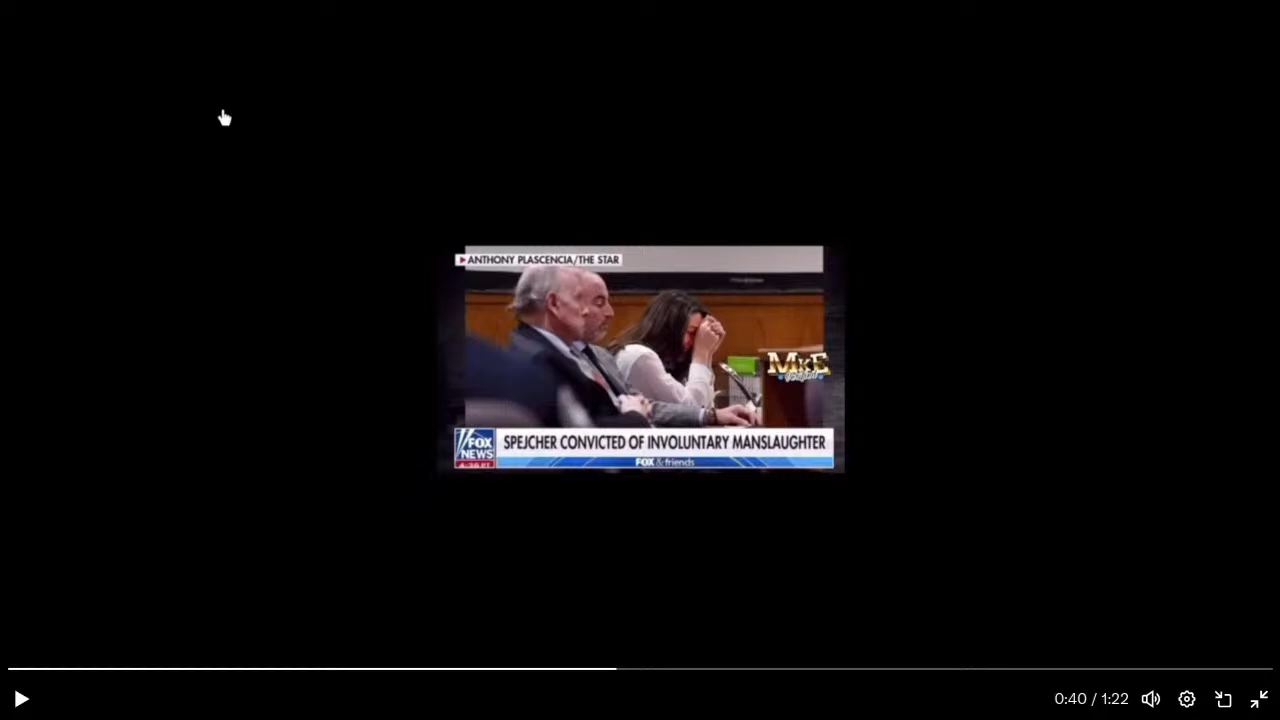 ANTHONY PLASCENCIA/THE STAR
MKE
FOX
NEWS
SPEJCHER CONVICTED OF INVOLUNTARY MANSLAUGHTER
FOX & friends
0:40 / 1:22